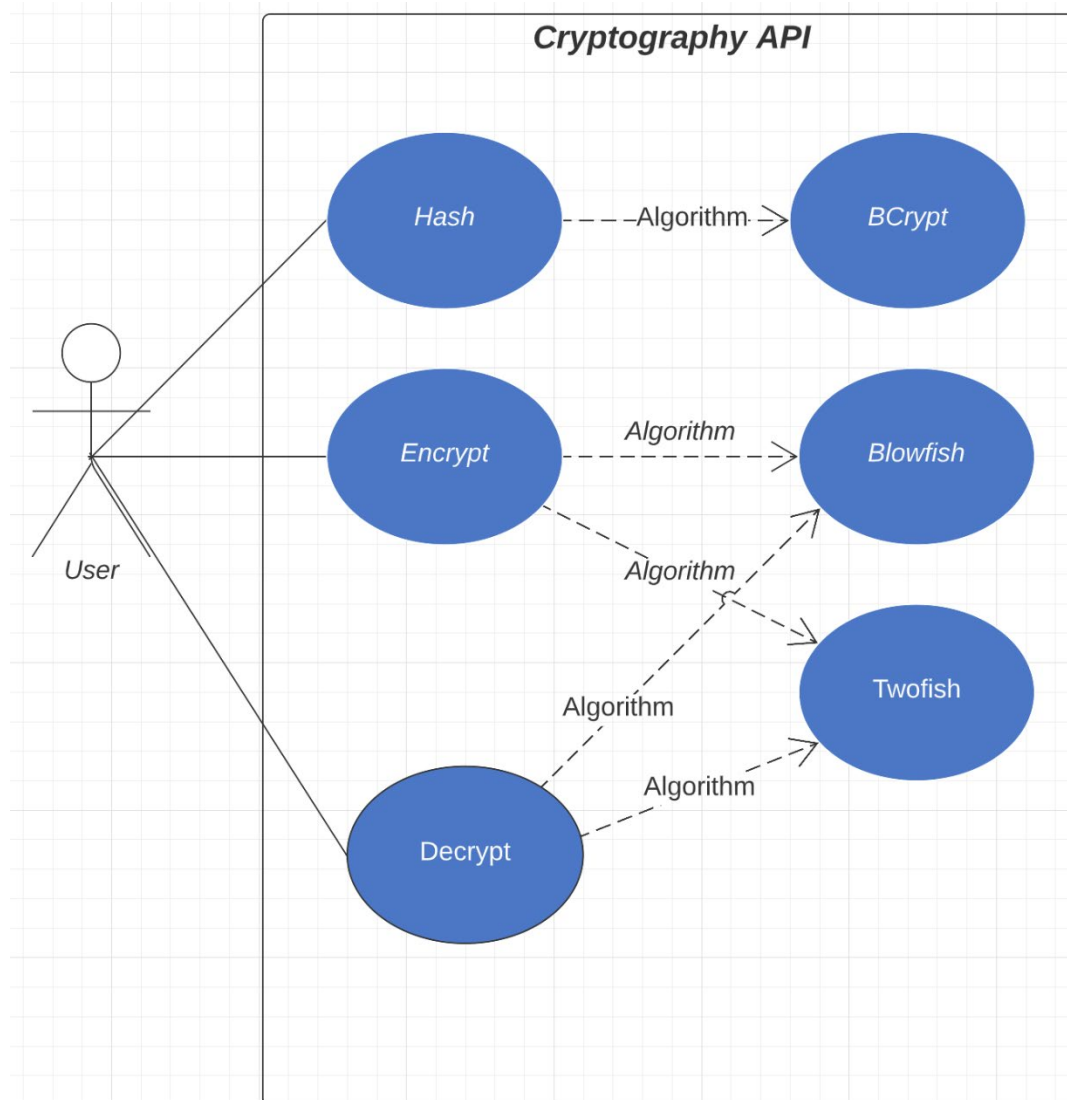 Cryptography API
Hash
Algorithm
BCrypt
Encrypt
Algorithm
Blowfish
User
Algorithm
Twofish
Algorithm
Algorithm
Decrypt